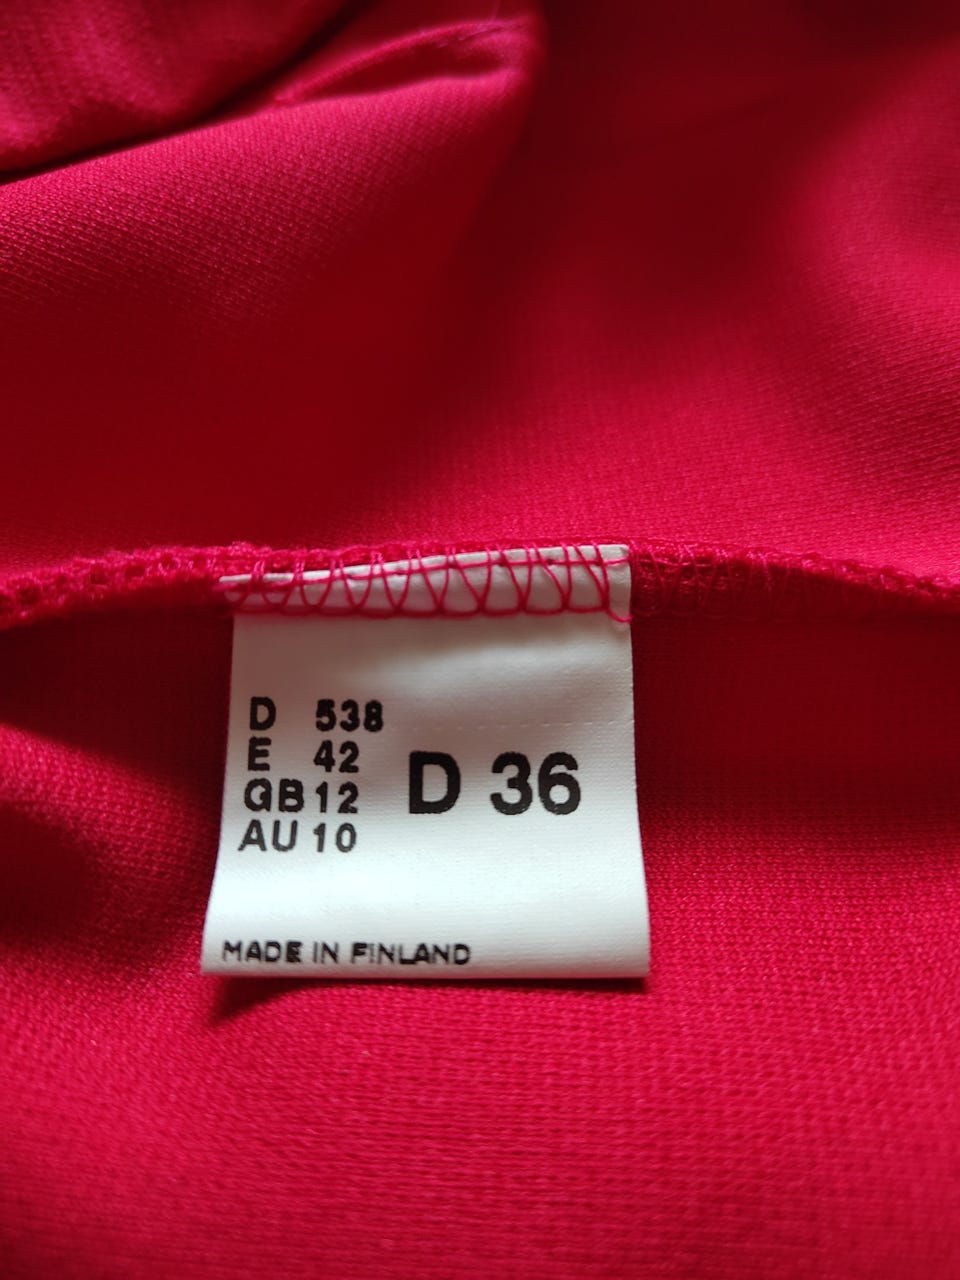 D 538
E 42
GB 12
AU 10
D 36
MADE IN FINLAND